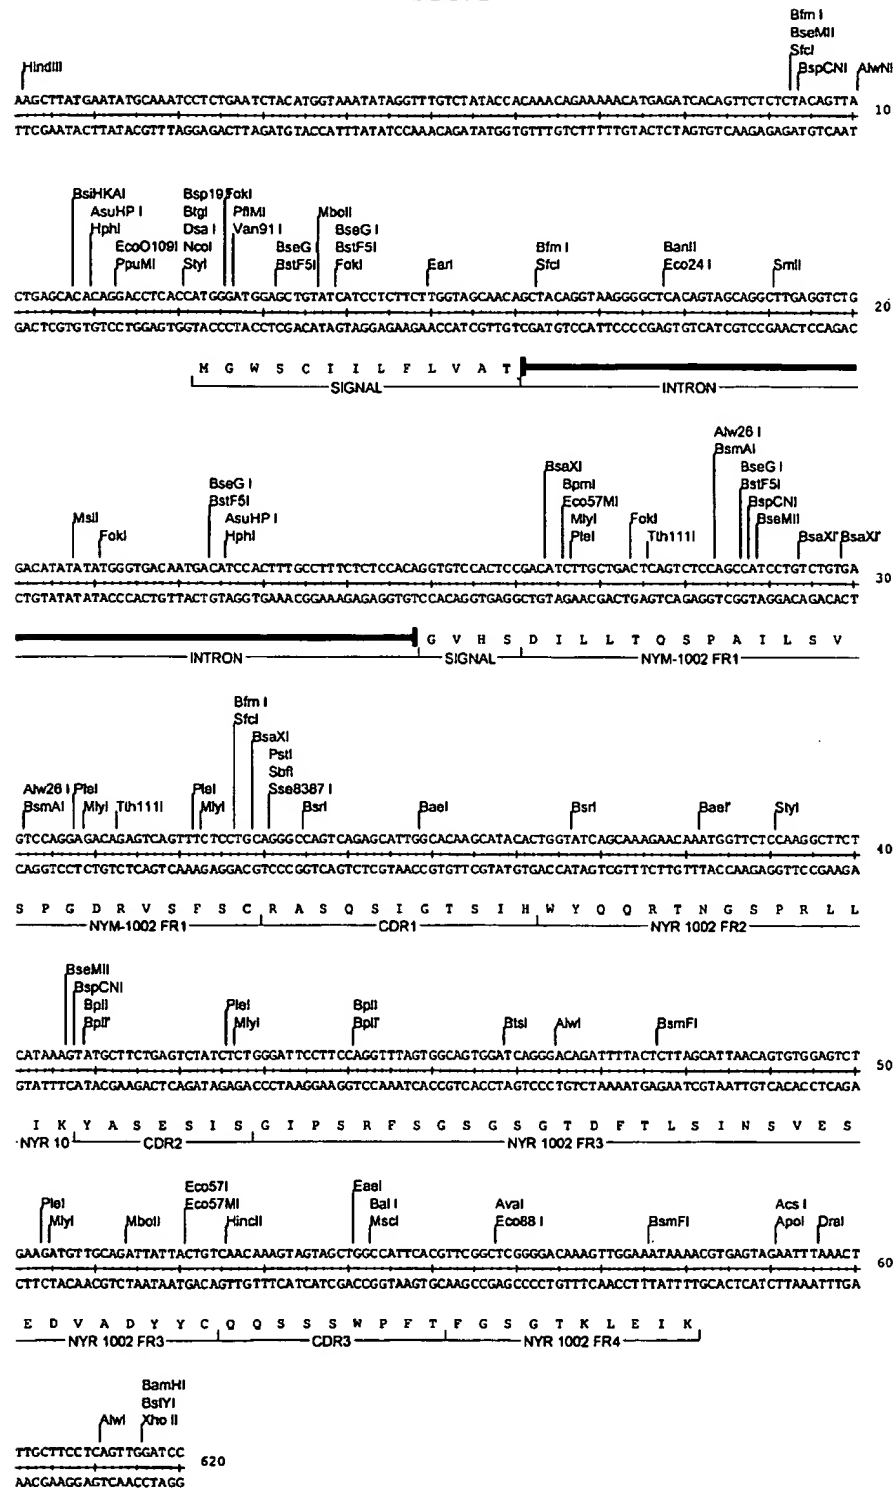 Bfm I
BseMII
SfcI
HindIII BspCNI AlwNI
AAGCTTATGAATATGCAAATCCTCTGAATCTACATGGTAAATATAGGTTTGTCTATACCACAAACAGAAAAACATGAGATCACAGTTCTCTCTACAGTTA 10
TTCGAATACTTATACGTTTAGGAGACTTAGATGTACCATTTATATCCAAACAGATATGGTGTTTGTCTTTTTGTACTCTAGTGTCAAGAGAGATGTCAAT
BsiHKAI Bsp19I FokI
AsuHP I BtgI PflMI MboII
HphI Dsa I Van91 I BseG I
EcoO109I NcoI BseG I BstF5I Bfm I BanII
PpuMI StyI BstF5I FokI EarI SfcI Eco24 I SmlI
CTGAGCACACAGGACCTCACCATGGGATGGAGCTGTATCATCCTCTTCTTGGTAGCAACAGCTACAGGTAAGGGGCTCACAGTAGCAGGCTTGAGGTCTG 20
GACTCGTGTGTCCTGGAGTGGTACCCTACCTCGACATAGTAGGAGAAGAACCATCGTTGTCGATGTCCATTCCCCGAGTGTCATCGTCCGAACTCCAGAC
M G W S C I I L F L V A T
SIGNAL INTRON
Alw26 I
BsmAI
BsaXI BseG I
BseG I BpmI BstF5I
BstF5I Eco57MI BspCNI
MslI AsuHP I MlyI FokI BseMII
FokI HphI PleI Tth111I BsaXI' BsaXI'
GACATATATATGGGTGACAATGACATCCACTTTGCCTTTCTCTCCACAGGTGTCCACTCCGACATCTTGCTGACTCAGTCTCCAGCCATCCTGTCTGTGA 30
CTGTATATATACCCACTGTTACTGTAGGTGAAACGGAAAGAGAGGTGTCCACAGGTGAGGCTGTAGAACGACTGAGTCAGAGGTCGGTAGGACAGACACT
G V H S D I L L T Q S P A I L S V
INTRON SIGNAL NYM-1002 FR1
Bfm I
SfcI
BsaXI
PstI
SbfI
Alw26 I PleI PleI Sse8387 I
BsmAI MlyI Tth111I MlyI BsrI BaeI BsrI BaeI' StyI
GTCCAGGAGACAGAGTCAGTTTCTCCTGCAGGGCCAGTCAGAGCATTGGCACAAGCATACACTGGTATCAGCAAAGAACAAATGGTTCTCCAAGGCTTCT 40
CAGGTCCTCTGTCTCAGTCAAAGAGGACGTCCCGGTCAGTCTCGTAACCGTGTTCGTATGTGACCATAGTCGTTTCTTGTTTACCAAGAGGTTCCGAAGA
S P G D R V S F S C R A S Q S I G T S I H W Y Q Q R T N G S P R L L
NYM-1002 FR1 CDR1 NYR 1002 FR2
BseMII
BspCNI
BplI PleI BplI
BplI' MlyI BplI' BtsI AlwI BsmFI
CATAAAGTATGCTTCTGAGTCTATCTCTGGGATTCCTTCCAGGTTTAGTGGCAGTGGATCAGGGACAGATTTTACTCTTAGCATTAACAGTGTGGAGTCT 50
GTATTTCATACGAAGACTCAGATAGAGACCCTAAGGAAGGTCCAAATCACCGTCACCTAGTCCCTGTCTAAAATGAGAATCGTAATTGTCACACCTCAGA
I K Y A S E S I S G I P S R F S G S G S G T D F T L S I N S V E S
NYR 10 CDR2 NYR 1002 FR3
Eco57I EaeI
PleI Eco57MI Bal I AvaI Acs I
MlyI MboII HincII MscI Eco88 I BsmFI ApoI DraI
GAAGATGTTGCAGATTATTACTGTCAACAAAGTAGTAGCTGGCCATTCACGTTCGGCTCGGGGACAAAGTTGGAAATAAAACGTGAGTAGAATTTAAACT 60
CTTCTACAACGTCTAATAATGACAGTTGTTTCATCATCGACCGGTAAGTGCAAGCCGAGCCCCTGTTTCAACCTTTATTTTGCACTCATCTTAAATTTGA
E D V A D Y Y C Q Q S S S W P F T F G S G T K L E I K
NYR 1002 FR3 CDR3 NYR 1002 FR4
BamHI
BstYI
AlwI Xho II
TTGCTTCCTCAGTTGGATCC 620
AACGAAGGAGTCAACCTAGG